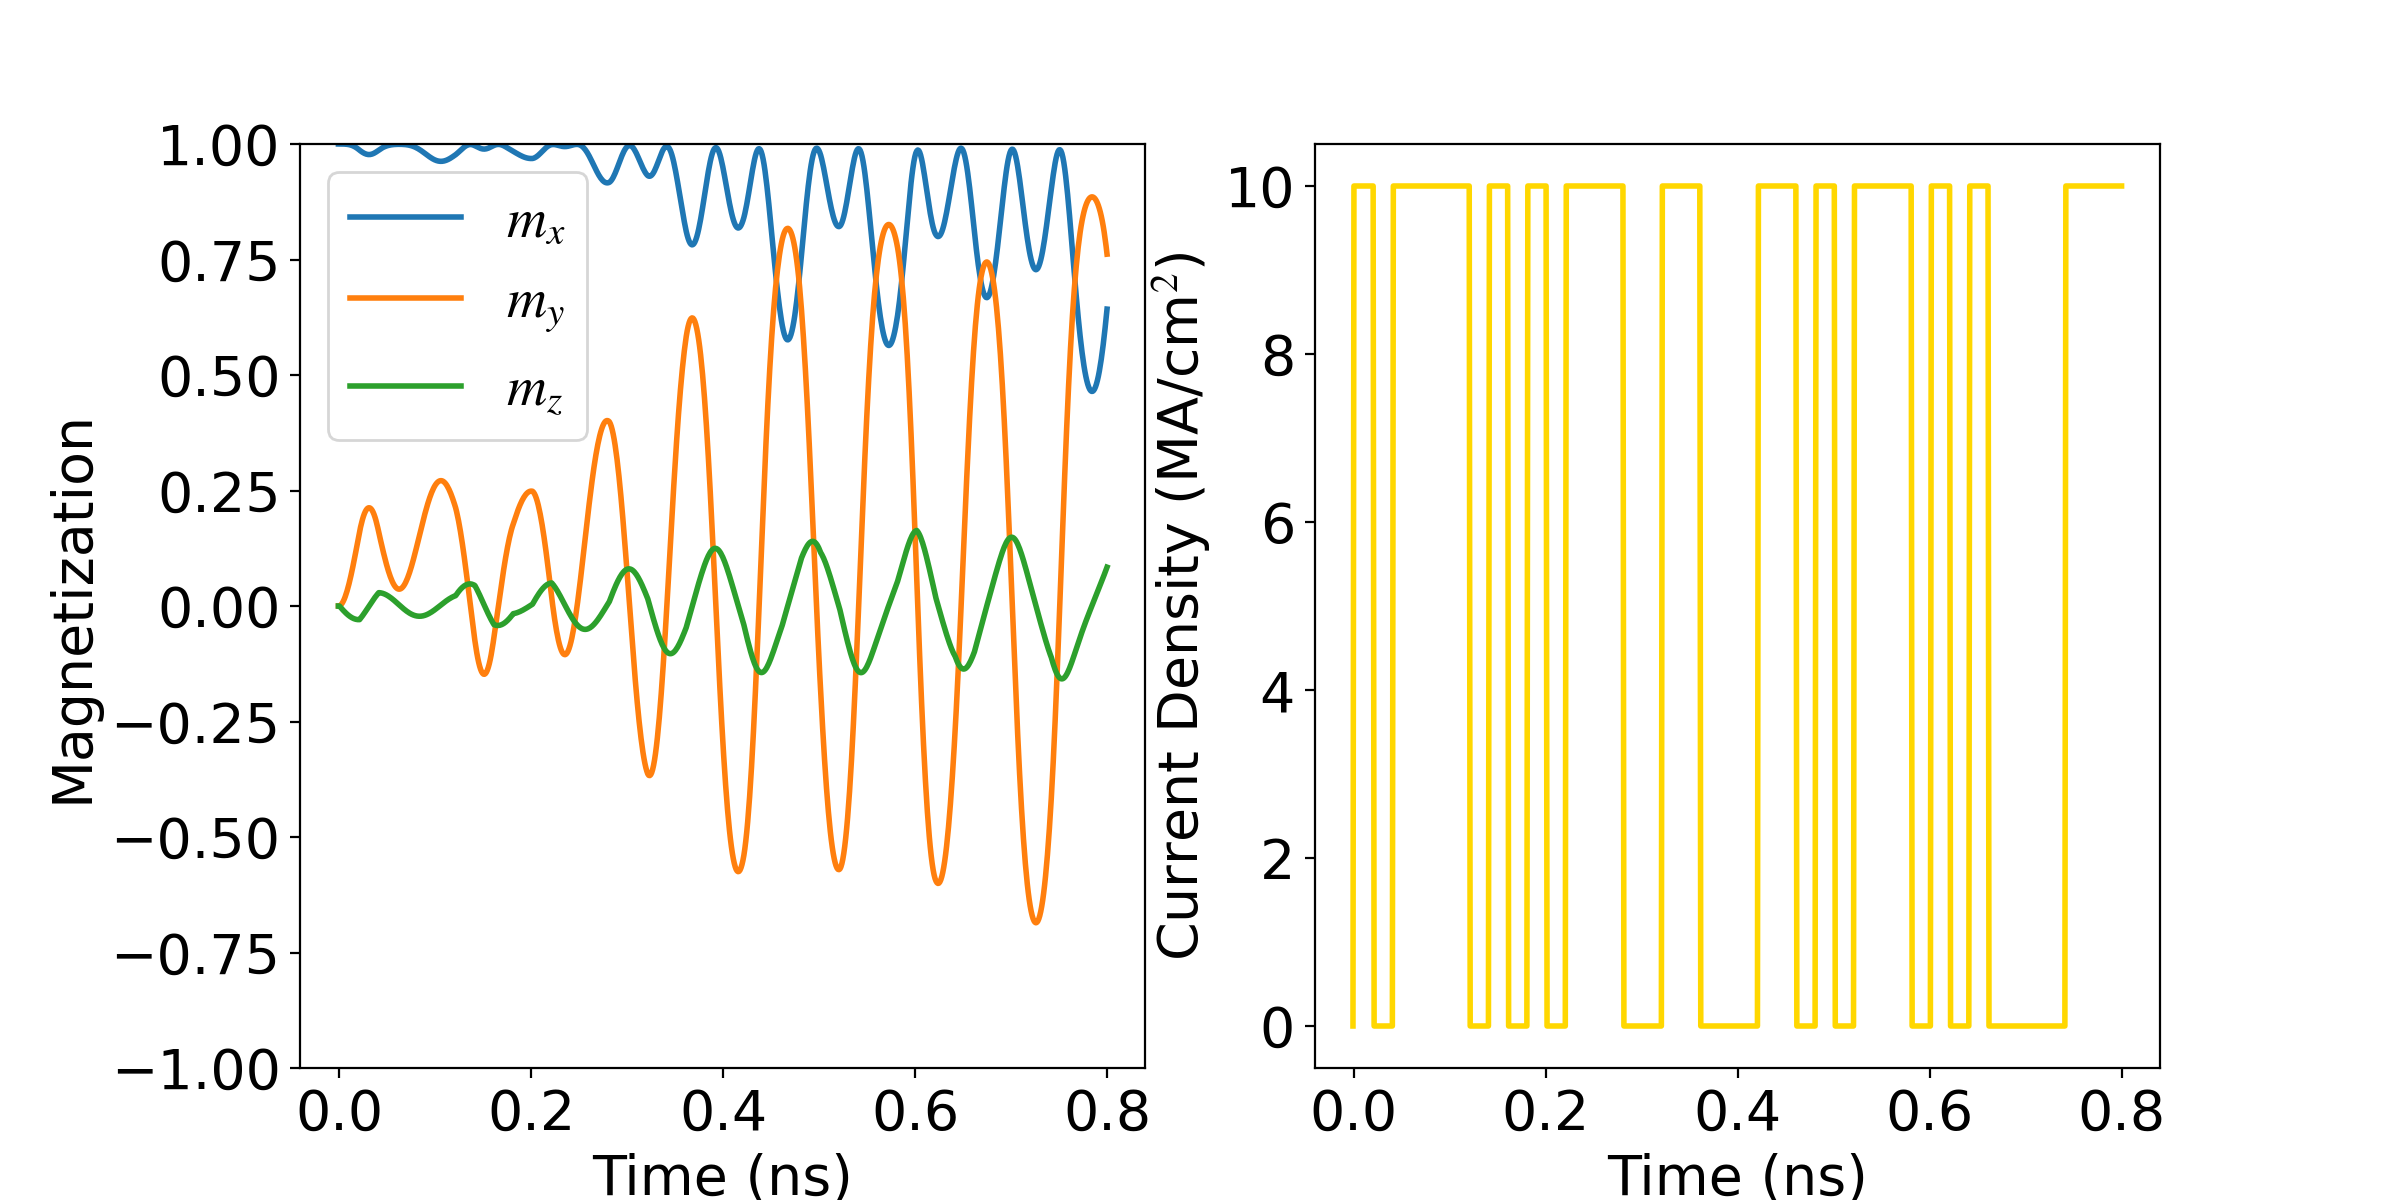 1.00
0.75
0.50
0.25
0.00
−0.25
−0.50
−0.75
−1.00
Magnetization
m_x
m_y
m_z
0.0 0.2 0.4 0.6 0.8
Time (ns)
10
8
6
4
2
0
Current Density (MA/cm²)
0.0 0.2 0.4 0.6 0.8
Time (ns)